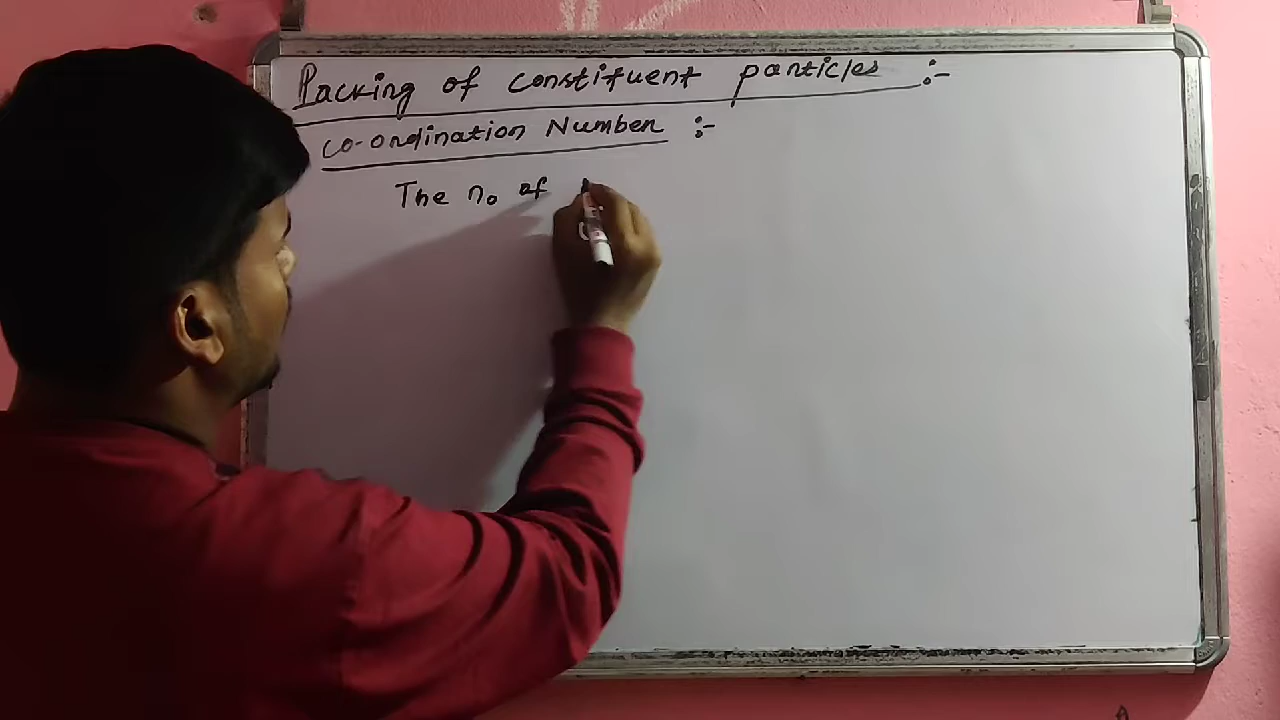 Packing of constituent particles :-
co-ordination Number :-
The no of
A